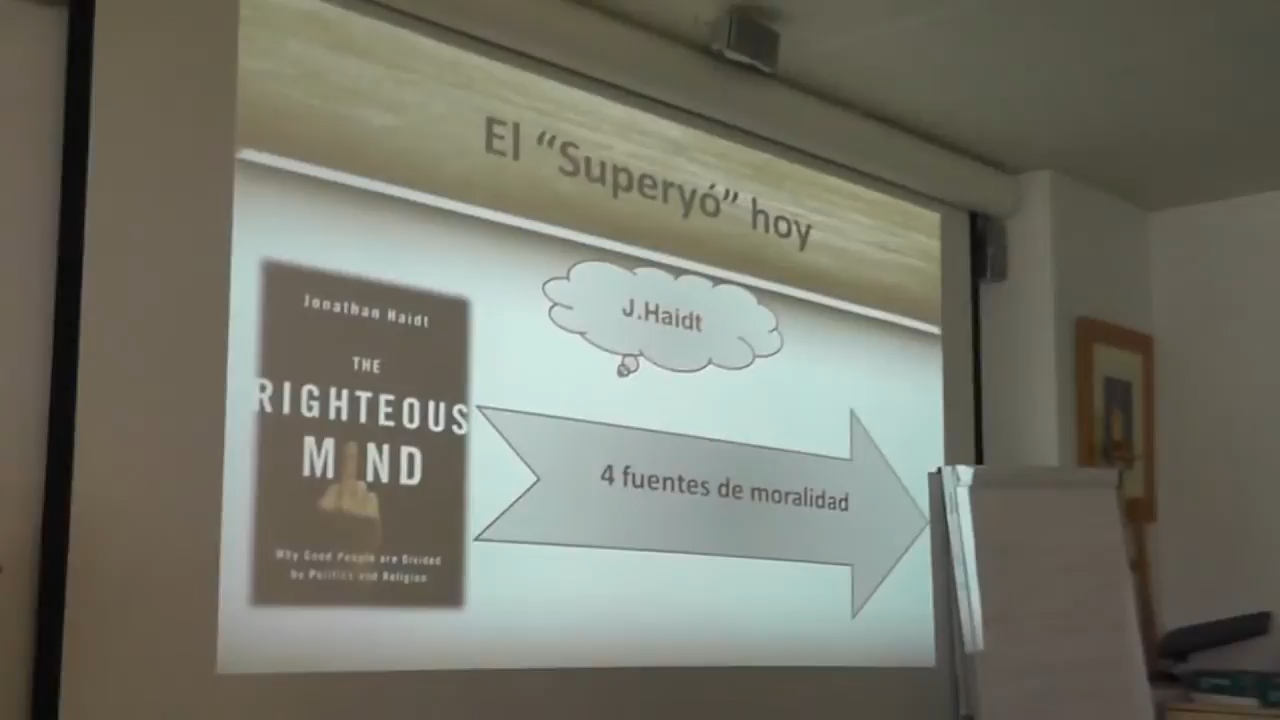 El “Superyó” hoy
J.Haidt
Jonathan Haidt
THE
RIGHTEOUS
M ND
Why Good People are Divided
by Politics and Religion
4 fuentes de moralidad